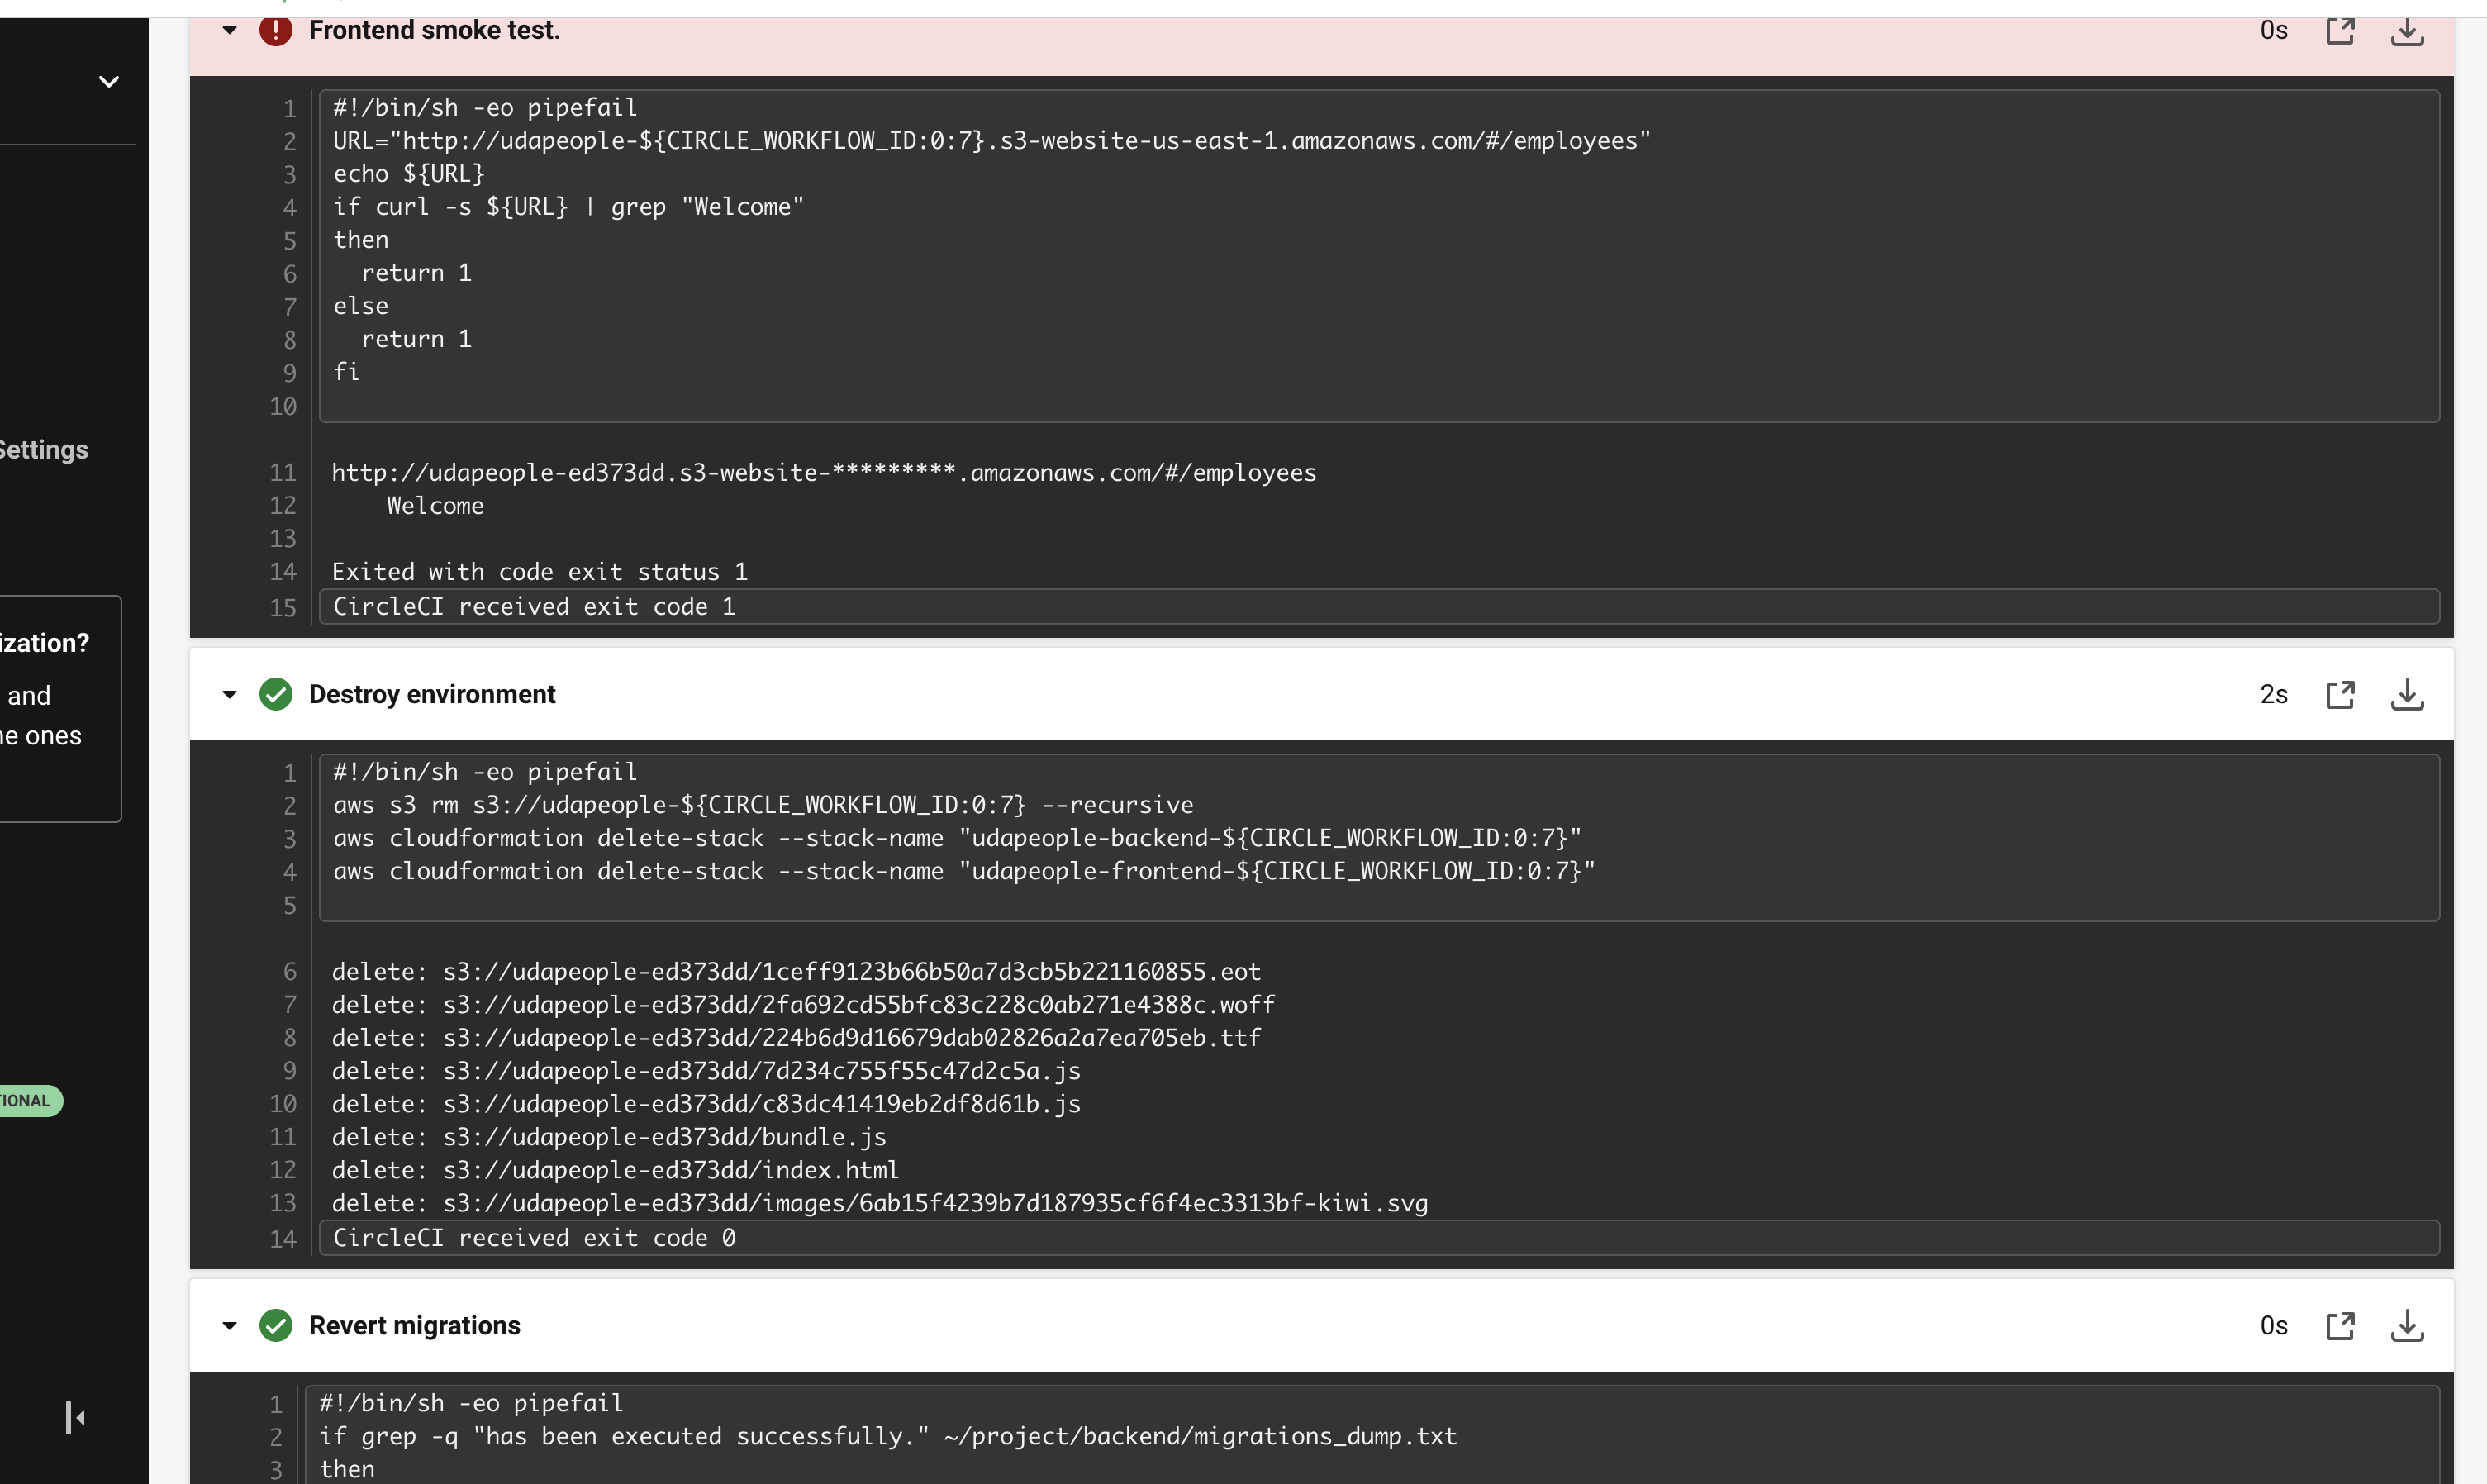 Frontend smoke test.
0s
1 #!/bin/sh -eo pipefail
2 URL="http://udapeople-${CIRCLE_WORKFLOW_ID:0:7}.s3-website-us-east-1.amazonaws.com/#/employees"
3 echo ${URL}
4 if curl -s ${URL} | grep "Welcome"
5 then
6 return 1
7 else
8 return 1
9 fi
10
11 http://udapeople-ed373dd.s3-website-*********.amazonaws.com/#/employees
12 Welcome
13
14 Exited with code exit status 1
15 CircleCI received exit code 1
Settings
ization?
and
ne ones
TIONAL
Destroy environment
2s
1 #!/bin/sh -eo pipefail
2 aws s3 rm s3://udapeople-${CIRCLE_WORKFLOW_ID:0:7} --recursive
3 aws cloudformation delete-stack --stack-name "udapeople-backend-${CIRCLE_WORKFLOW_ID:0:7}"
4 aws cloudformation delete-stack --stack-name "udapeople-frontend-${CIRCLE_WORKFLOW_ID:0:7}"
5
6 delete: s3://udapeople-ed373dd/1ceff9123b66b50a7d3cb5b221160855.eot
7 delete: s3://udapeople-ed373dd/2fa692cd55bfc83c228c0ab271e4388c.woff
8 delete: s3://udapeople-ed373dd/224b6d9d16679dab02826a2a7ea705eb.ttf
9 delete: s3://udapeople-ed373dd/7d234c755f55c47d2c5a.js
10 delete: s3://udapeople-ed373dd/c83dc41419eb2df8d61b.js
11 delete: s3://udapeople-ed373dd/bundle.js
12 delete: s3://udapeople-ed373dd/index.html
13 delete: s3://udapeople-ed373dd/images/6ab15f4239b7d187935cf6f4ec3313bf-kiwi.svg
14 CircleCI received exit code 0
Revert migrations
0s
1 #!/bin/sh -eo pipefail
2 if grep -q "has been executed successfully." ~/project/backend/migrations_dump.txt
3 then